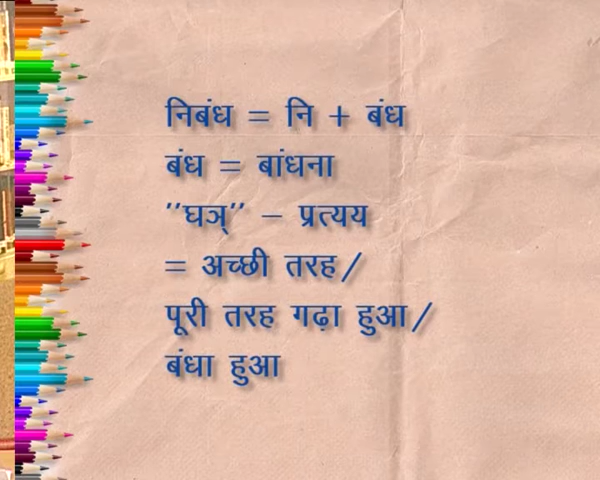 निबंध = नि + बंध
बंध = बांधना
"घञ्" – प्रत्यय
= अच्छी तरह/
पूरी तरह गढ़ा हुआ/
बंधा हुआ